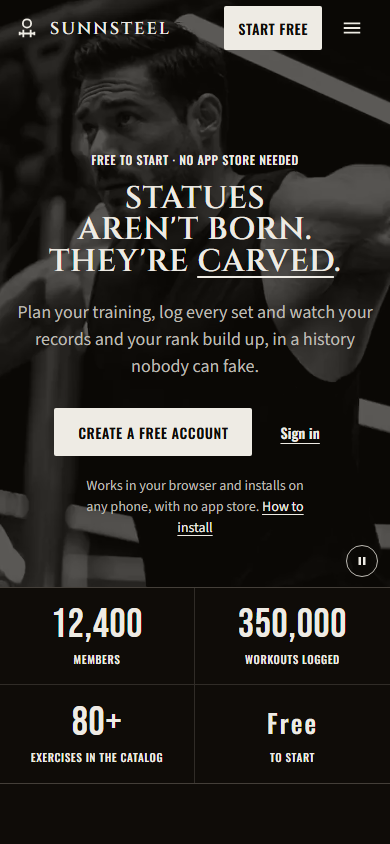 SUNNSTEEL
START FREE
FREE TO START · NO APP STORE NEEDED
STATUES
AREN'T BORN.
THEY'RE CARVED.
Plan your training, log every set and watch your
records and your rank build up, in a history
nobody can fake.
CREATE A FREE ACCOUNT
Sign in
Works in your browser and installs on
any phone, with no app store. How to
install
12,400
MEMBERS
350,000
WORKOUTS LOGGED
80+
EXERCISES IN THE CATALOG
Free
TO START